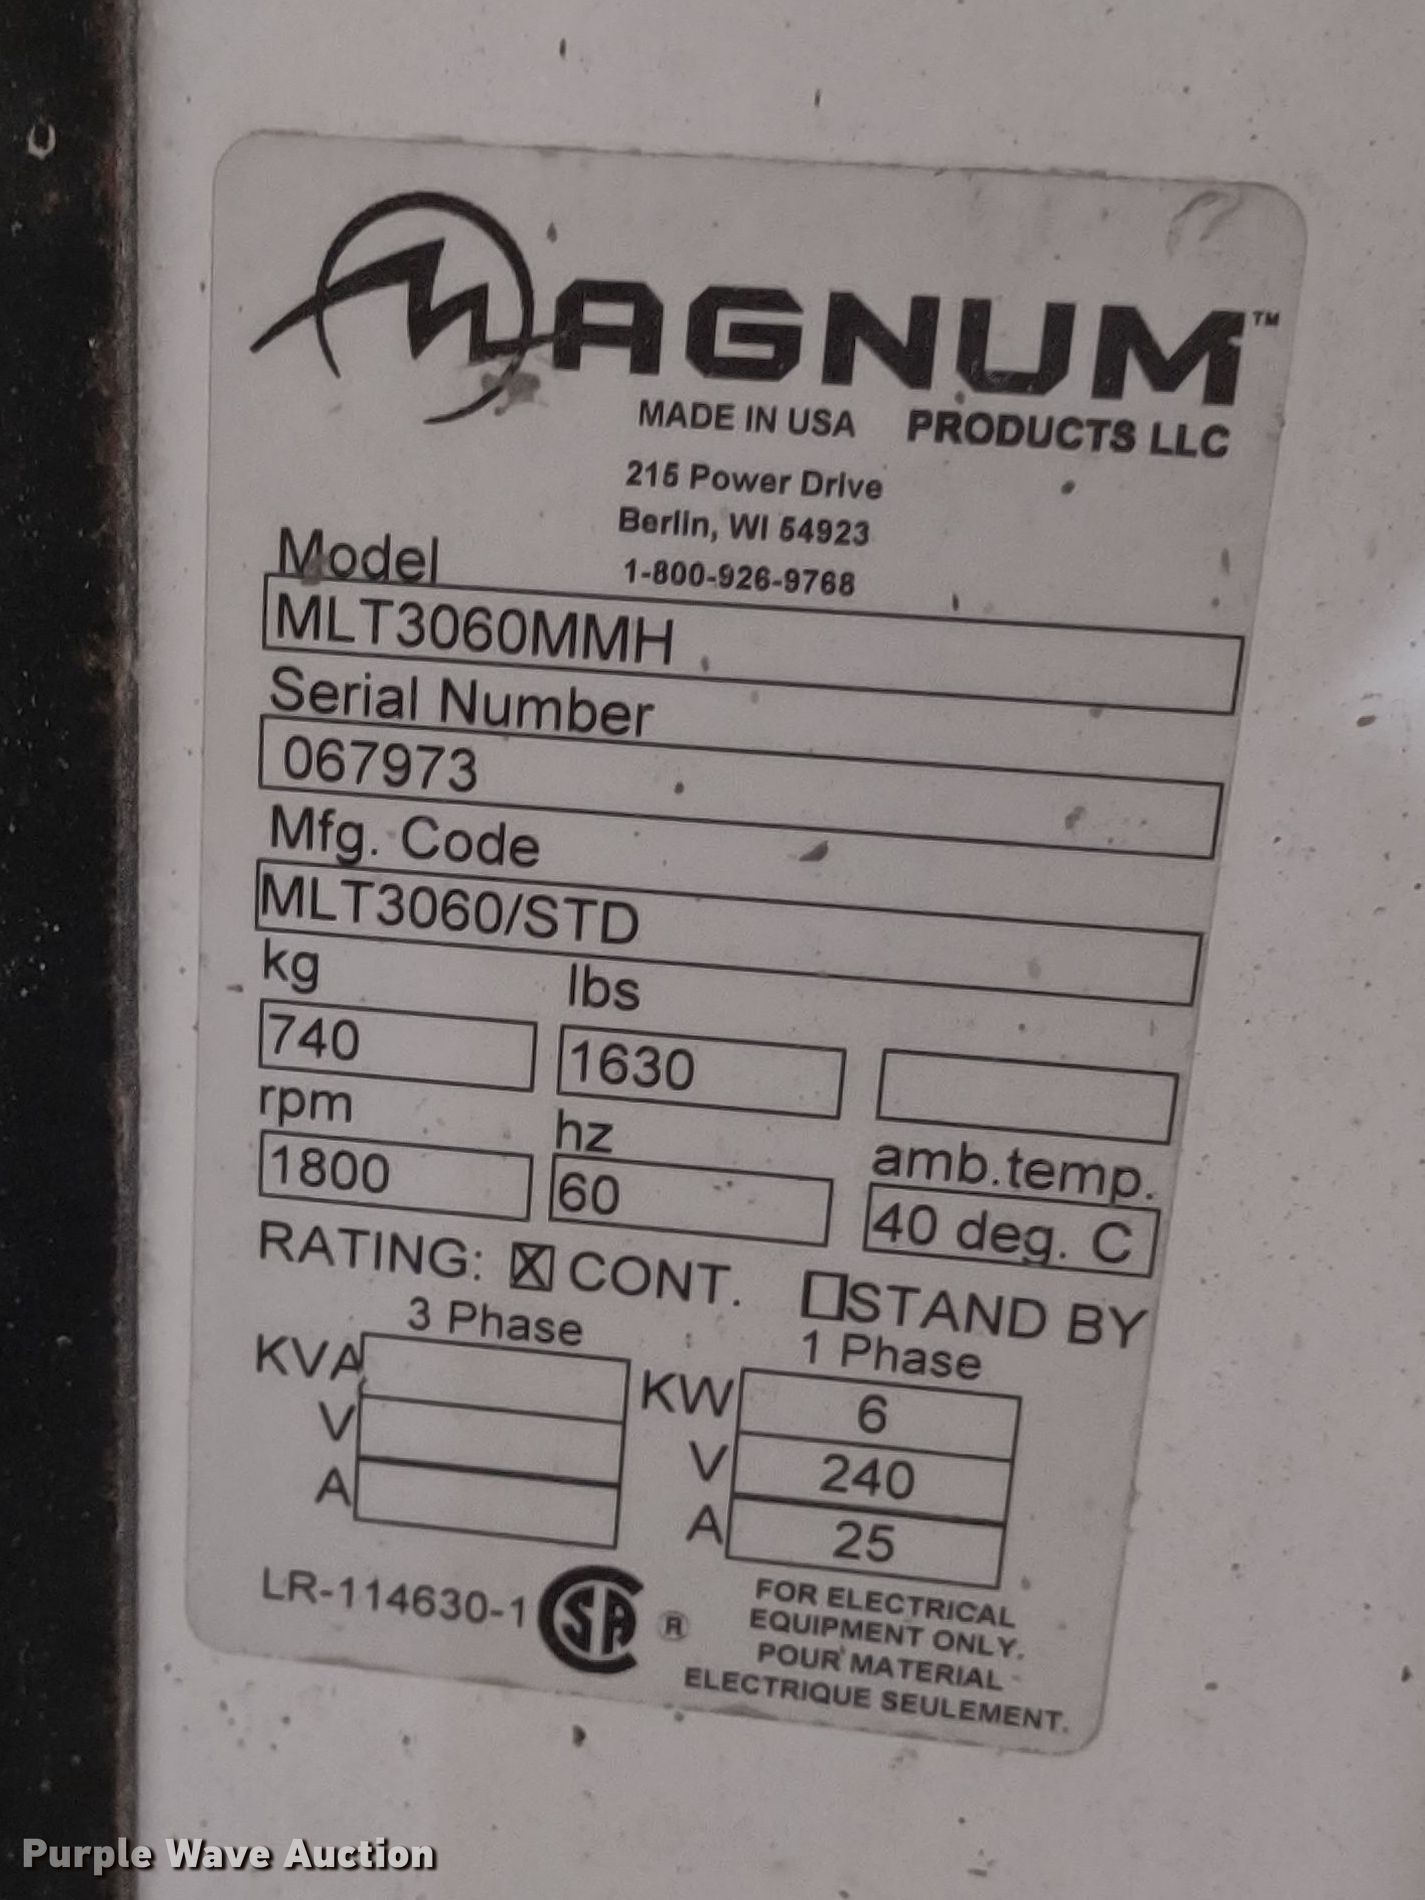 MAGNUM™
MADE IN USA PRODUCTS LLC
215 Power Drive
Berlin, WI 54923
1-800-926-9768
Model
MLT3060MMH
Serial Number
067973
Mfg. Code
MLT3060/STD
kg lbs
740 1630
rpm hz amb.temp.
1800 60 40 deg. C
RATING: ☒ CONT. ☐ STAND BY
3 Phase 1 Phase
KVA KW 6
V V 240
A A 25
LR-114630-1 CSA ®
FOR ELECTRICAL
EQUIPMENT ONLY.
POUR MATERIAL
ELECTRIQUE SEULEMENT.
Purple Wave Auction